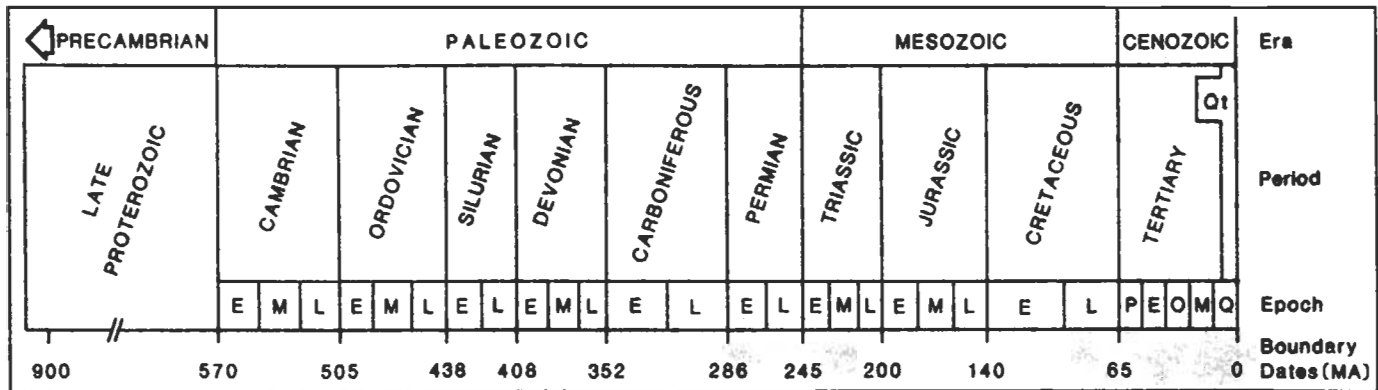 PRECAMBRIAN PALEOZOIC MESOZOIC CENOZOIC Era
LATE PROTEROZOIC CAMBRIAN ORDOVICIAN SILURIAN DEVONIAN CARBONIFEROUS PERMIAN TRIASSIC JURASSIC CRETACEOUS TERTIARY Qt Period
E M L E M L E L E M L E L E L E M L E M L E L P E O M Q Epoch
900 570 505 438 408 352 286 245 200 140 65 0 Boundary Dates (MA)